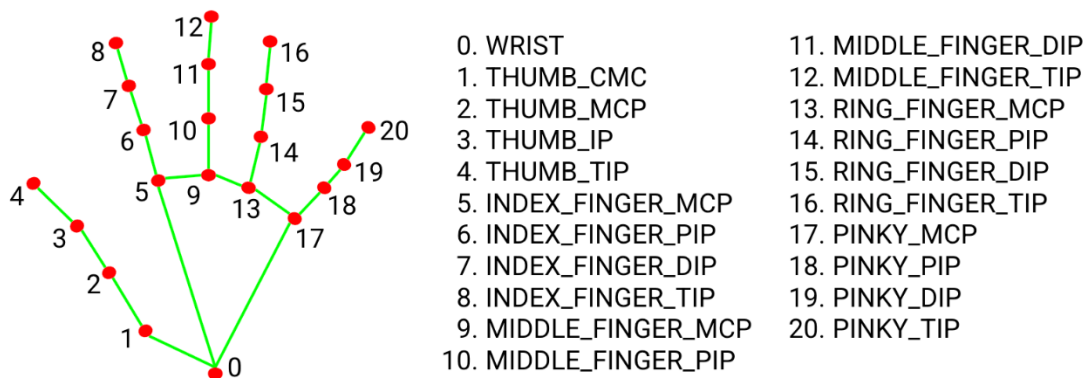 12
8
16
11
7
15
6
10
14
20
4
5
9
13
19
18
3
17
2
1
0
0. WRIST
1. THUMB_CMC
2. THUMB_MCP
3. THUMB_IP
4. THUMB_TIP
5. INDEX_FINGER_MCP
6. INDEX_FINGER_PIP
7. INDEX_FINGER_DIP
8. INDEX_FINGER_TIP
9. MIDDLE_FINGER_MCP
10. MIDDLE_FINGER_PIP
11. MIDDLE_FINGER_DIP
12. MIDDLE_FINGER_TIP
13. RING_FINGER_MCP
14. RING_FINGER_PIP
15. RING_FINGER_DIP
16. RING_FINGER_TIP
17. PINKY_MCP
18. PINKY_PIP
19. PINKY_DIP
20. PINKY_TIP